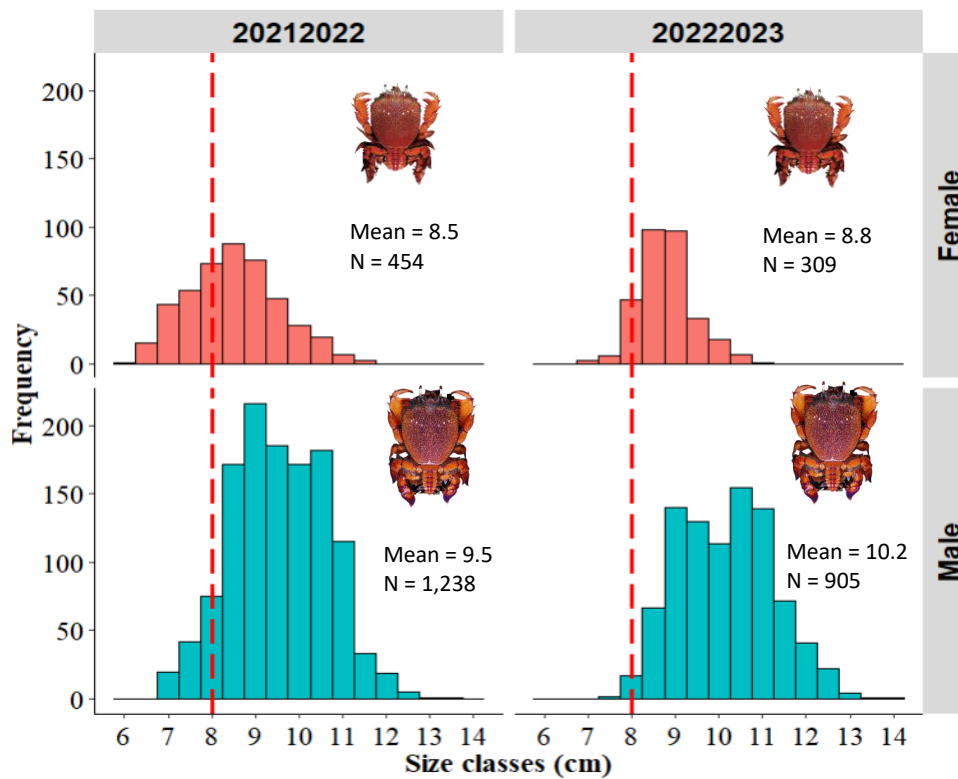 20212022
20222023
Frequency
200
150
100
50
0
Mean = 8.5
N = 454
Mean = 8.8
N = 309
Female
200
150
100
50
0
Mean = 9.5
N = 1,238
Mean = 10.2
N = 905
Male
6 7 8 9 10 11 12 13 14
6 7 8 9 10 11 12 13 14
Size classes (cm)